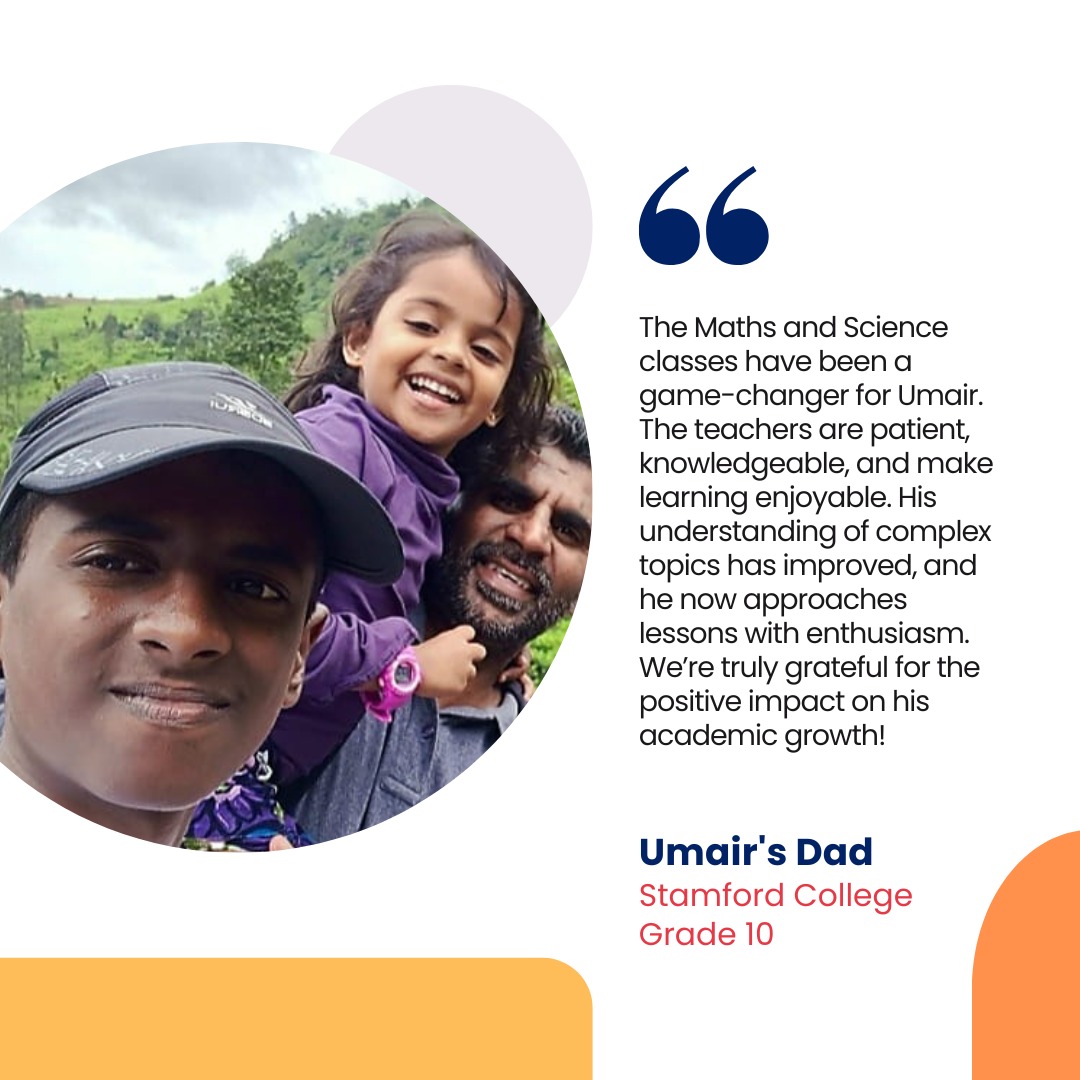 The Maths and Science
classes have been a
game-changer for Umair.
The teachers are patient,
knowledgeable, and make
learning enjoyable. His
understanding of complex
topics has improved, and
he now approaches
lessons with enthusiasm.
We’re truly grateful for the
positive impact on his
academic growth!
Umair's Dad
Stamford College
Grade 10